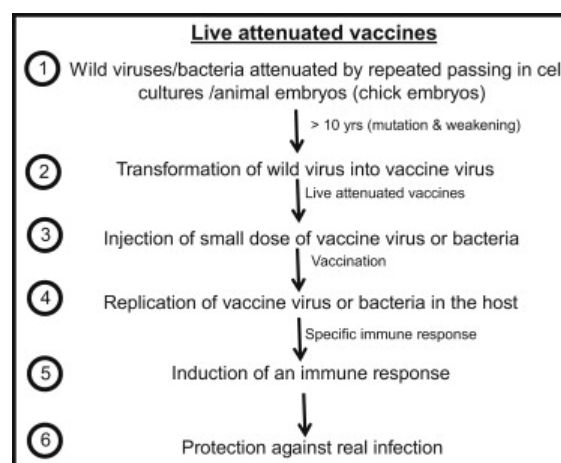 Live attenuated vaccines
1 Wild viruses/bacteria attenuated by repeated passing in cel
cultures /animal embryos (chick embryos)
> 10 yrs (mutation & weakening)
2 Transformation of wild virus into vaccine virus
Live attenuated vaccines
3 Injection of small dose of vaccine virus or bacteria
Vaccination
4 Replication of vaccine virus or bacteria in the host
Specific immune response
5 Induction of an immune response
6 Protection against real infection